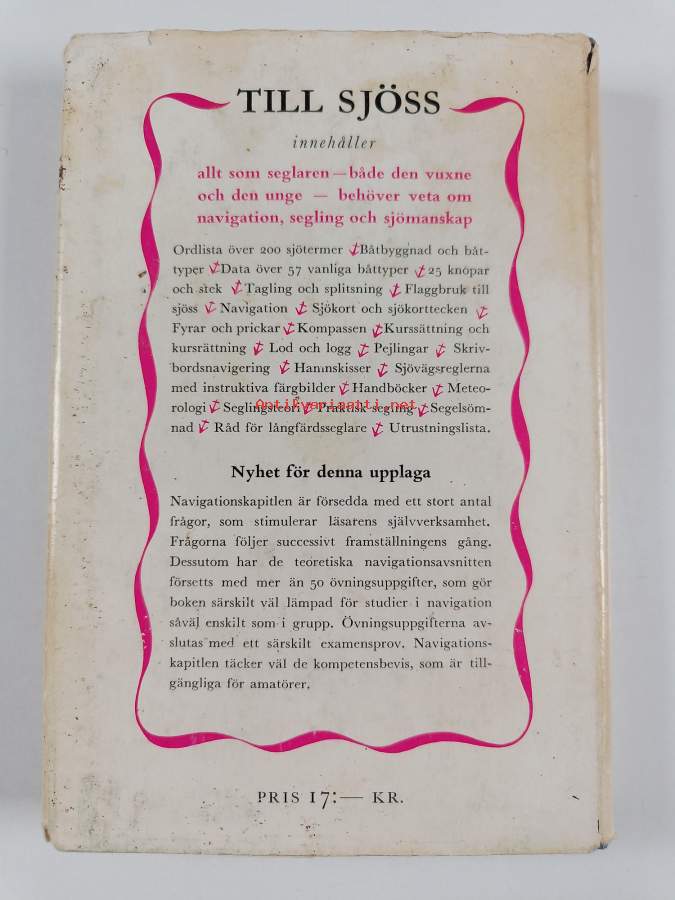 TILL SJÖSS
innehåller
allt som seglaren — både den vuxne
och den unge — behöver veta om
navigation, segling och sjömanskap
Ordlista över 200 sjötermer Båtbyggnad och båt-
typer Data över 57 vanliga båttyper 25 knopar
och stek Tagling och splitsning Flaggbruk till
sjöss Navigation Sjökort och sjökorttecken
Fyrar och prickar Kompassen Kurssättning och
kursrättning Lod och logg Pejlingar Skriv-
bordsnavigering Hamnskisser Sjövägsreglerna
med instruktiva färgbilder Handböcker Meteo-
rologi Seglingsteori Praktisk segling Segelsöm-
nad Råd för långfärdsseglare Utrustningslista.
Antikvariaatti.net
Nyhet för denna upplaga
Navigationskapitlen är försedda med ett stort antal
frågor, som stimulerar läsarens självverksamhet.
Frågorna följer successivt framställningens gång.
Dessutom har de teoretiska navigationsavsnitten
försetts med mer än 50 övningsuppgifter, som gör
boken särskilt väl lämpad för studier i navigation
såväl enskilt som i grupp. Övningsuppgifterna av-
slutas med ett särskilt examensprov. Navigations-
kapitlen täcker väl de kompetensbevis, som är till-
gängliga för amatörer.
PRIS 17:— KR.